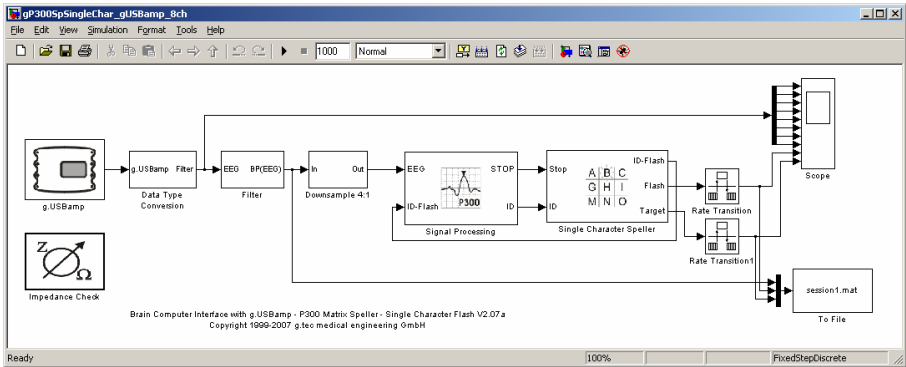 gP300SpSingleChar_gUSBamp_8ch
File Edit View Simulation Format Tools Help
1000 Normal
g.USBamp
g.USBamp Filter
Data Type
Conversion
EEG BP(EEG)
Filter
In Out
Downsample 4:1
EEG STOP
P300
ID-Flash ID
Signal Processing
Stop ID-Flash
A B C
G H I
M N O
Flash
ID Target
Single Character Speller
Rate Transition
Rate Transition1
Scope
Z Ω
Impedance Check
session1.mat
To File
Brain Computer Interface with g.USBamp - P300 Matrix Speller - Single Character Flash V2.07a
Copyright 1999-2007 g.tec medical engineering GmbH
Ready 100% FixedStepDiscrete